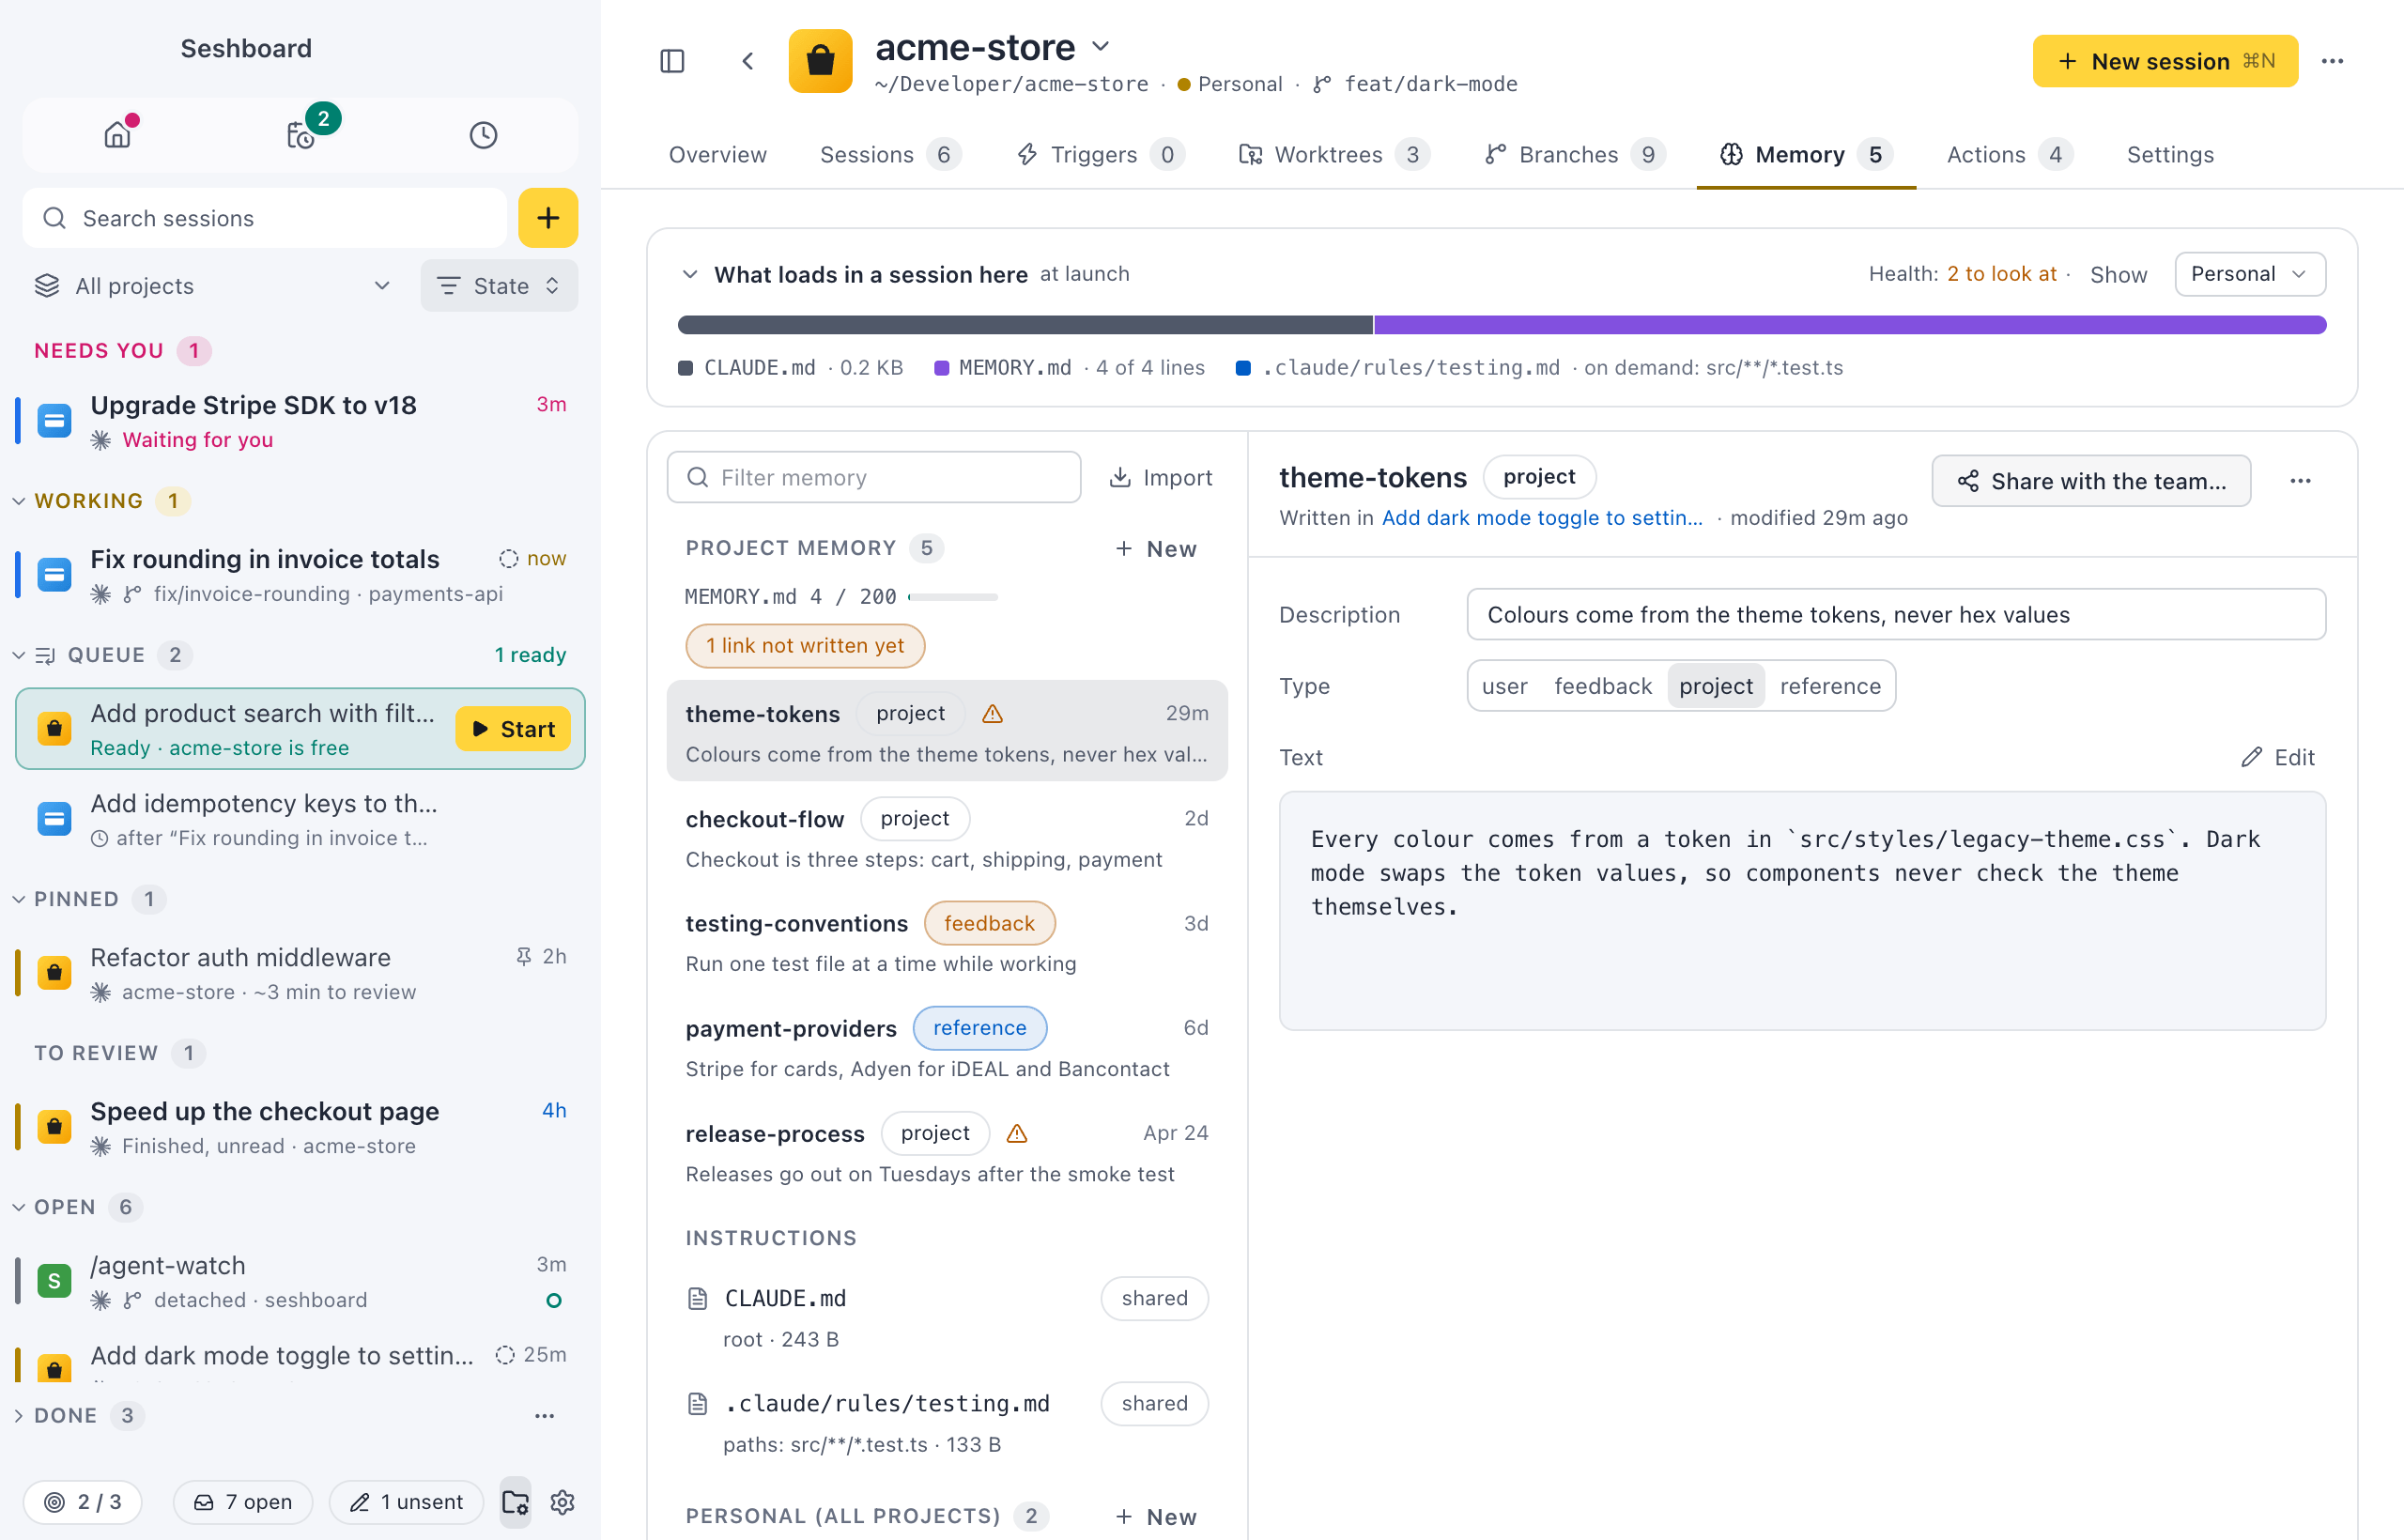 Seshboard
2
Search sessions
All projects
State
NEEDS YOU 1
Upgrade Stripe SDK to v18 3m
Waiting for you
WORKING 1
Fix rounding in invoice totals now
fix/invoice-rounding · payments-api
QUEUE 2 1 ready
Add product search with filt...
Ready · acme-store is free
Start
Add idempotency keys to th...
after “Fix rounding in invoice t...
PINNED 1
Refactor auth middleware 2h
acme-store · ~3 min to review
TO REVIEW 1
Speed up the checkout page 4h
Finished, unread · acme-store
OPEN 6
S
/agent-watch 3m
detached · seshboard
Add dark mode toggle to settin... 25m
DONE 3
2 / 3
7 open
1 unsent
acme-store
~/Developer/acme-store · Personal · feat/dark-mode
+ New session ⌘N
Overview
Sessions 6
Triggers 0
Worktrees 3
Branches 9
Memory 5
Actions 4
Settings
What loads in a session here at launch
Health: 2 to look at · Show
Personal
CLAUDE.md · 0.2 KB
MEMORY.md · 4 of 4 lines
.claude/rules/testing.md · on demand: src/**/*.test.ts
Filter memory
Import
PROJECT MEMORY 5
+ New
MEMORY.md 4 / 200
1 link not written yet
theme-tokens project 29m
Colours come from the theme tokens, never hex val...
checkout-flow project 2d
Checkout is three steps: cart, shipping, payment
testing-conventions feedback 3d
Run one test file at a time while working
payment-providers reference 6d
Stripe for cards, Adyen for iDEAL and Bancontact
release-process project Apr 24
Releases go out on Tuesdays after the smoke test
INSTRUCTIONS
CLAUDE.md shared
root · 243 B
.claude/rules/testing.md shared
paths: src/**/*.test.ts · 133 B
PERSONAL (ALL PROJECTS) 2
+ New
theme-tokens project
Written in Add dark mode toggle to settin... · modified 29m ago
Share with the team...
Description
Colours come from the theme tokens, never hex values
Type
user feedback project reference
Text
Edit
Every colour comes from a token in `src/styles/legacy-theme.css`. Dark
mode swaps the token values, so components never check the theme
themselves.